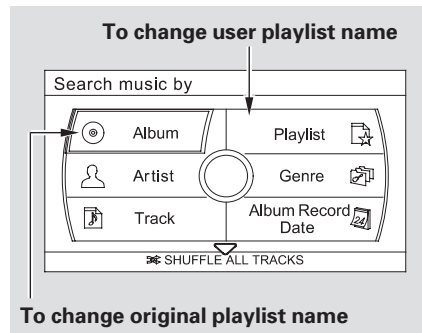 To change user playlist name
Search music by
Album
Playlist
Artist
Genre
Track
Album Record
Date
24
SHUFFLE ALL TRACKS
To change original playlist name